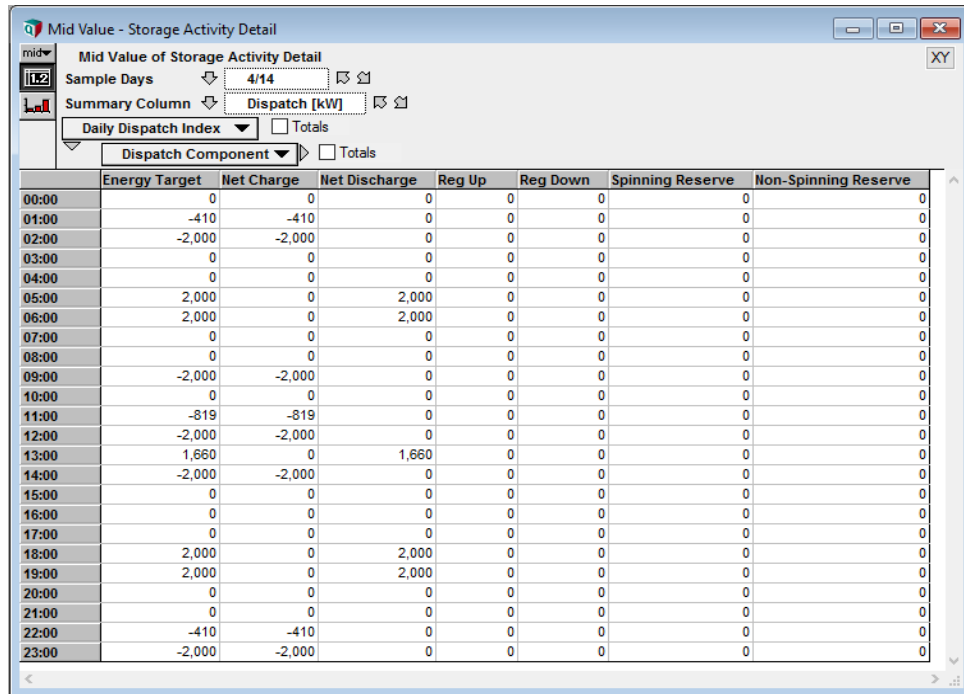 Mid Value - Storage Activity Detail
mid
Mid Value of Storage Activity Detail
XY
1.2
Sample Days 4/14
Summary Column Dispatch [kW]
Daily Dispatch Index Totals
Dispatch Component Totals
Energy Target Net Charge Net Discharge Reg Up Reg Down Spinning Reserve Non-Spinning Reserve
00:00 0 0 0 0 0 0 0
01:00 -410 -410 0 0 0 0 0
02:00 -2,000 -2,000 0 0 0 0 0
03:00 0 0 0 0 0 0 0
04:00 0 0 0 0 0 0 0
05:00 2,000 0 2,000 0 0 0 0
06:00 2,000 0 2,000 0 0 0 0
07:00 0 0 0 0 0 0 0
08:00 0 0 0 0 0 0 0
09:00 -2,000 -2,000 0 0 0 0 0
10:00 0 0 0 0 0 0 0
11:00 -819 -819 0 0 0 0 0
12:00 -2,000 -2,000 0 0 0 0 0
13:00 1,660 0 1,660 0 0 0 0
14:00 -2,000 -2,000 0 0 0 0 0
15:00 0 0 0 0 0 0 0
16:00 0 0 0 0 0 0 0
17:00 0 0 0 0 0 0 0
18:00 2,000 0 2,000 0 0 0 0
19:00 2,000 0 2,000 0 0 0 0
20:00 0 0 0 0 0 0 0
21:00 0 0 0 0 0 0 0
22:00 -410 -410 0 0 0 0 0
23:00 -2,000 -2,000 0 0 0 0 0